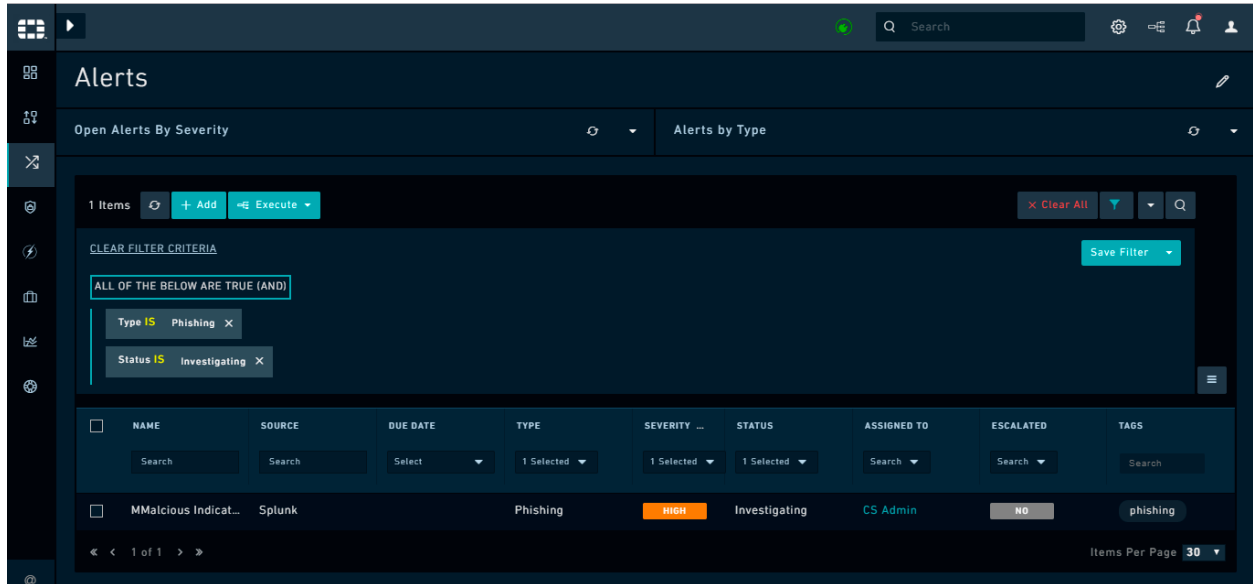 Search
Alerts
Open Alerts By Severity
Alerts by Type
1 Items
+ Add
Execute
× Clear All
CLEAR FILTER CRITERIA
Save Filter
ALL OF THE BELOW ARE TRUE (AND)
Type IS Phishing ×
Status IS Investigating ×
NAME SOURCE DUE DATE TYPE SEVERITY ... STATUS ASSIGNED TO ESCALATED TAGS
Search Search Select 1 Selected 1 Selected 1 Selected Search Search Search
MMalcious Indicat... Splunk Phishing HIGH Investigating CS Admin NO phishing
« < 1 of 1 > » Items Per Page 30
@